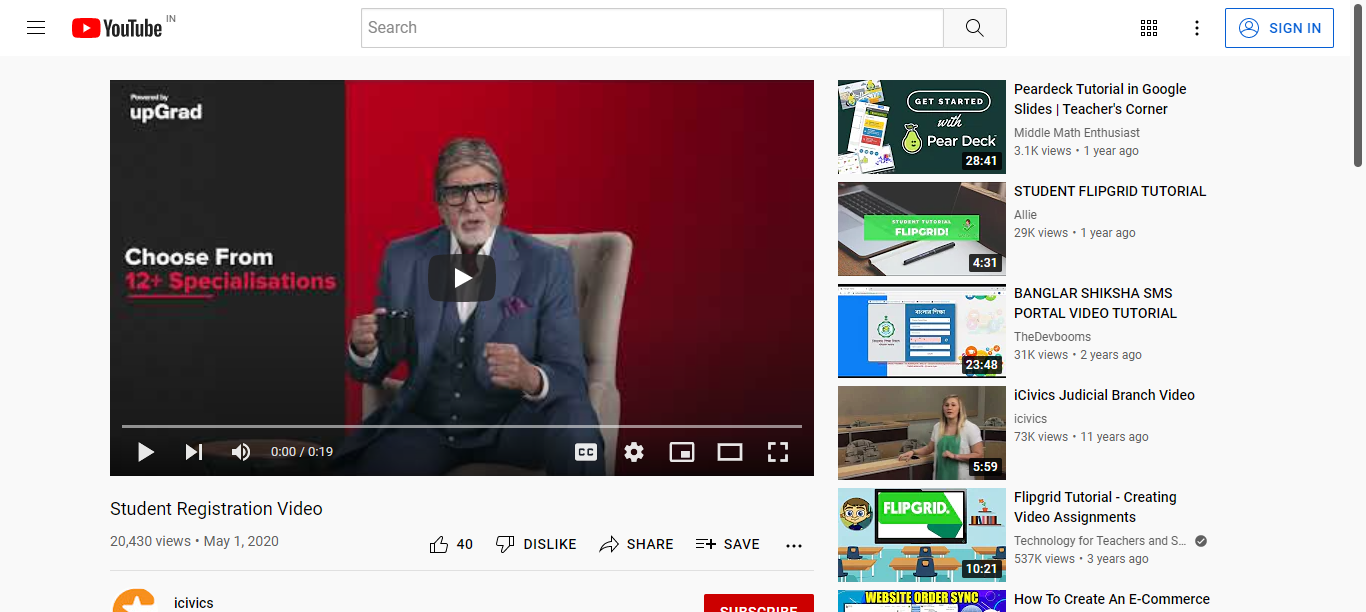 YouTube IN
Search
SIGN IN
Powered by
upGrad
Choose From
12+ Specialisations
0:00 / 0:19
CC
Student Registration Video
20,430 views • May 1, 2020
40
DISLIKE
SHARE
SAVE
icivics
SUBSCRIBE
GET STARTED
with
Pear Deck
28:41
Peardeck Tutorial in Google
Slides | Teacher's Corner
Middle Math Enthusiast
3.1K views • 1 year ago
STUDENT TUTORIAL
FLIPGRID!
4:31
STUDENT FLIPGRID TUTORIAL
Allie
29K views • 1 year ago
বাংলার শিক্ষা
23:48
BANGLAR SHIKSHA SMS
PORTAL VIDEO TUTORIAL
TheDevbooms
31K views • 2 years ago
5:59
iCivics Judicial Branch Video
icivics
73K views • 11 years ago
FLIPGRID.
10:21
Flipgrid Tutorial - Creating
Video Assignments
Technology for Teachers and S...
537K views • 3 years ago
WEBSITE ORDER SYNC
How To Create An E-Commerce